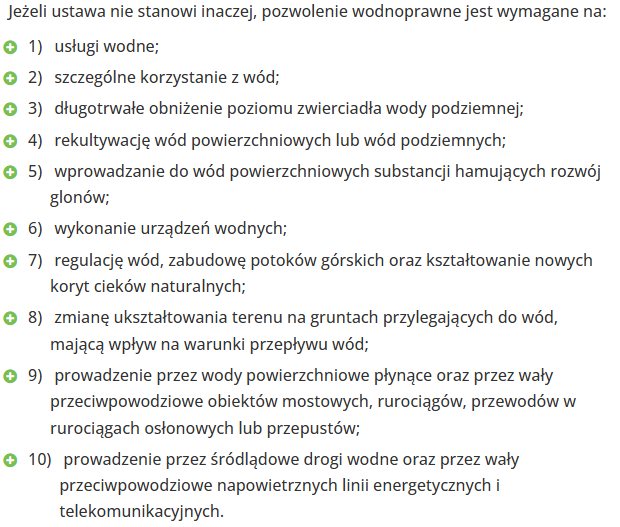 Jeżeli ustawa nie stanowi inaczej, pozwolenie wodnoprawne jest wymagane na:
1) usługi wodne;
2) szczególne korzystanie z wód;
3) długotrwałe obniżenie poziomu zwierciadła wody podziemnej;
4) rekultywację wód powierzchniowych lub wód podziemnych;
5) wprowadzanie do wód powierzchniowych substancji hamujących rozwój
glonów;
6) wykonanie urządzeń wodnych;
7) regulację wód, zabudowę potoków górskich oraz kształtowanie nowych
koryt cieków naturalnych;
8) zmianę ukształtowania terenu na gruntach przylegających do wód,
mającą wpływ na warunki przepływu wód;
9) prowadzenie przez wody powierzchniowe płynące oraz przez wały
przeciwpowodziowe obiektów mostowych, rurociągów, przewodów w
rurociągach osłonowych lub przepustów;
10) prowadzenie przez śródlądowe drogi wodne oraz przez wały
przeciwpowodziowe napowietrznych linii energetycznych i
telekomunikacyjnych.